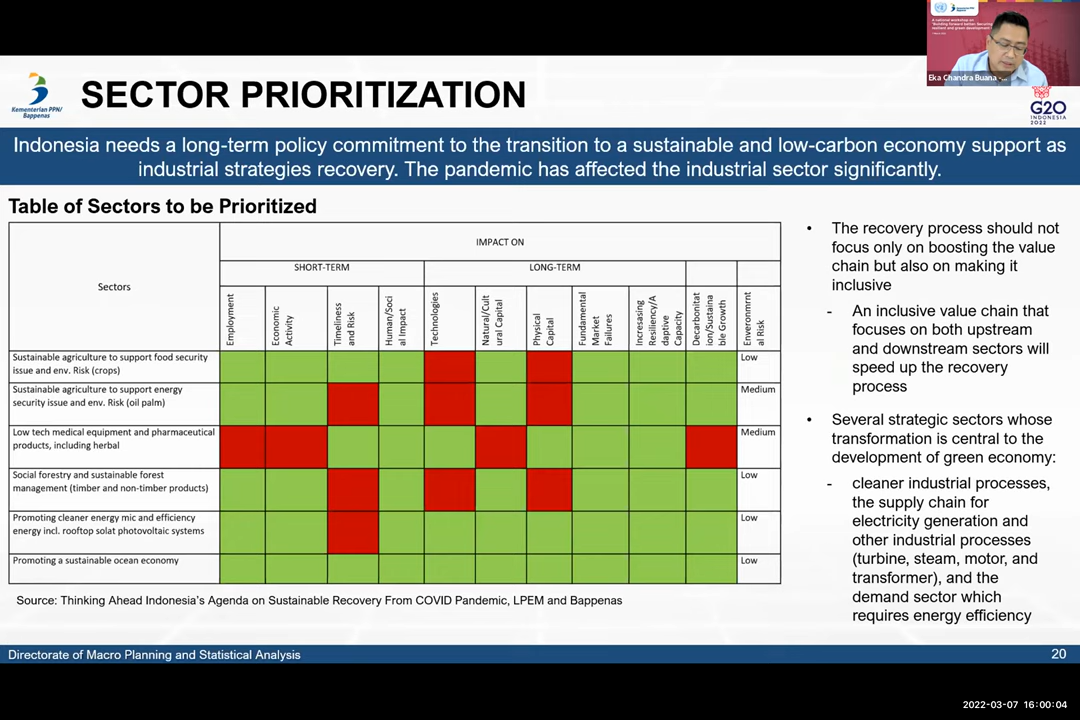 A national workshop on
Eka Chandra Buana -...
Kementerian PPN/
Bappenas
SECTOR PRIORITIZATION
G20
INDONESIA
2022
Indonesia needs a long-term policy commitment to the transition to a sustainable and low-carbon economy support as
industrial strategies recovery. The pandemic has affected the industrial sector significantly.
Table of Sectors to be Prioritized
Sectors
IMPACT ON
SHORT-TERM
LONG-TERM
Employment
Economic
Activity
Timeliness
and Risk
Human/Soci
al Impact
Technologies
Natural/Cult
ural Capital
Physical
Capital
Fundamental
Market
Failures
Incresasing
Resiliency/A
daptive
Capacity
Decarbonitat
ion/Sustaina
ble Growth
Environmrnt
al Risk
Sustainable agriculture to support food security
issue and env. Risk (crops)
Low
Sustainable agriculture to support energy
security issue and env. Risk (oil palm)
Medium
Low tech medical equipment and pharmaceutical
products, including herbal
Medium
Social forestry and sustainable forest
management (timber and non-timber products)
Low
Promoting cleaner energy mic and efficiency
energy incl. rooftop solat photovoltaic systems
Low
Promoting a sustainable ocean economy
Low
Source: Thinking Ahead Indonesia's Agenda on Sustainable Recovery From COVID Pandemic, LPEM and Bappenas
• The recovery process should not
focus only on boosting the value
chain but also on making it
inclusive
- An inclusive value chain that
focuses on both upstream
and downstream sectors will
speed up the recovery
process
• Several strategic sectors whose
transformation is central to the
development of green economy:
- cleaner industrial processes,
the supply chain for
electricity generation and
other industrial processes
(turbine, steam, motor, and
transformer), and the
demand sector which
requires energy efficiency
Directorate of Macro Planning and Statistical Analysis
20
2022-03-07 16:00:04